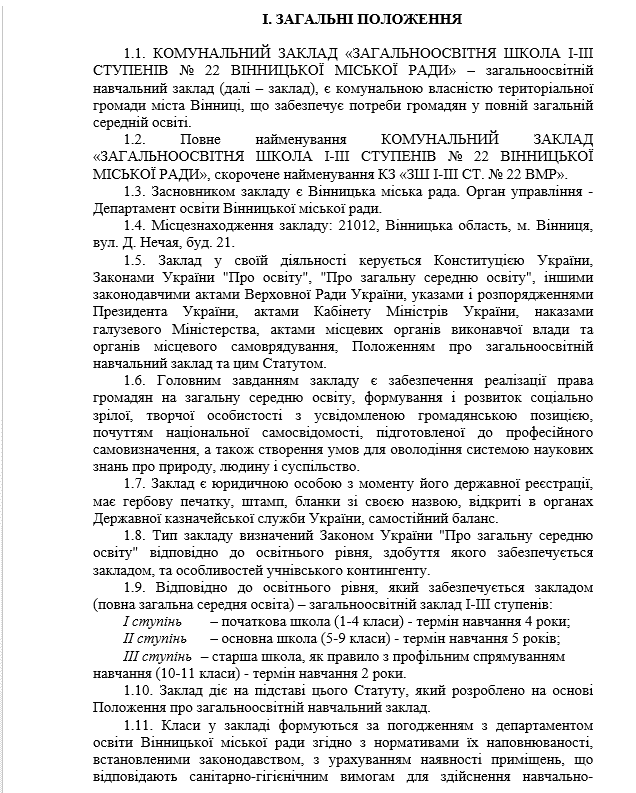 І. ЗАГАЛЬНІ ПОЛОЖЕННЯ
1.1. КОМУНАЛЬНИЙ ЗАКЛАД «ЗАГАЛЬНООСВІТНЯ ШКОЛА І-ІІІ
СТУПЕНІВ № 22 ВІННИЦЬКОЇ МІСЬКОЇ РАДИ» – загальноосвітній
навчальний заклад (далі – заклад), є комунальною власністю територіальної
громади міста Вінниці, що забезпечує потреби громадян у повній загальній
середній освіті.
1.2. Повне найменування КОМУНАЛЬНИЙ ЗАКЛАД
«ЗАГАЛЬНООСВІТНЯ ШКОЛА І-ІІІ СТУПЕНІВ № 22 ВІННИЦЬКОЇ
МІСЬКОЇ РАДИ», скорочене найменування КЗ «ЗШ І-ІІІ СТ. № 22 ВМР».
1.3. Засновником закладу є Вінницька міська рада. Орган управління -
Департамент освіти Вінницької міської ради.
1.4. Місцезнаходження закладу: 21012, Вінницька область, м. Вінниця,
вул. Д. Нечая, буд. 21.
1.5. Заклад у своїй діяльності керується Конституцією України,
Законами України "Про освіту", "Про загальну середню освіту", іншими
законодавчими актами Верховної Ради України, указами і розпорядженнями
Президента України, актами Кабінету Міністрів України, наказами
галузевого Міністерства, актами місцевих органів виконавчої влади та
органів місцевого самоврядування, Положенням про загальноосвітній
навчальний заклад та цим Статутом.
1.6. Головним завданням закладу є забезпечення реалізації права
громадян на загальну середню освіту, формування і розвиток соціально
зрілої, творчої особистості з усвідомленою громадянською позицією,
почуттям національної самосвідомості, підготовленої до професійного
самовизначення, а також створення умов для оволодіння системою наукових
знань про природу, людину і суспільство.
1.7. Заклад є юридичною особою з моменту його державної реєстрації,
має гербову печатку, штамп, бланки зі своєю назвою, відкриті в органах
Державної казначейської служби України, самостійний баланс.
1.8. Тип закладу визначений Законом України "Про загальну середню
освіту" відповідно до освітнього рівня, здобуття якого забезпечується
закладом, та особливостей учнівського контингенту.
1.9. Відповідно до освітнього рівня, який забезпечується закладом
(повна загальна середня освіта) – загальноосвітній заклад І-ІІІ ступенів:
І ступінь – початкова школа (1-4 класи) - термін навчання 4 роки;
ІІ ступінь – основна школа (5-9 класи) - термін навчання 5 років;
ІІІ ступінь – старша школа, як правило з профільним спрямуванням
навчання (10-11 класи) - термін навчання 2 роки.
1.10. Заклад діє на підставі цього Статуту, який розроблено на основі
Положення про загальноосвітній навчальний заклад.
1.11. Класи у закладі формуються за погодженням з департаментом
освіти Вінницької міської ради згідно з нормативами їх наповнюваності,
встановленими законодавством, з урахуванням наявності приміщень, що
відповідають санітарно-гігієнічним вимогам для здійснення навчально-